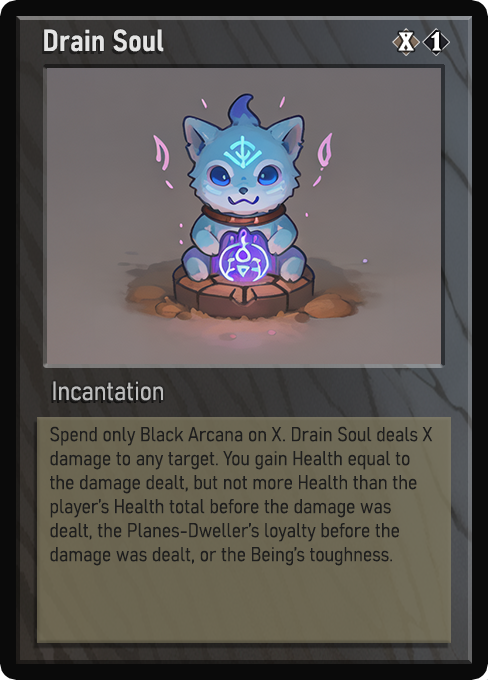 Drain Soul X 1
Incantation
Spend only Black Arcana on X. Drain Soul deals X
damage to any target. You gain Health equal to
the damage dealt, but not more Health than the
player's Health total before the damage was
dealt, the Planes-Dweller's loyalty before the
damage was dealt, or the Being's toughness.